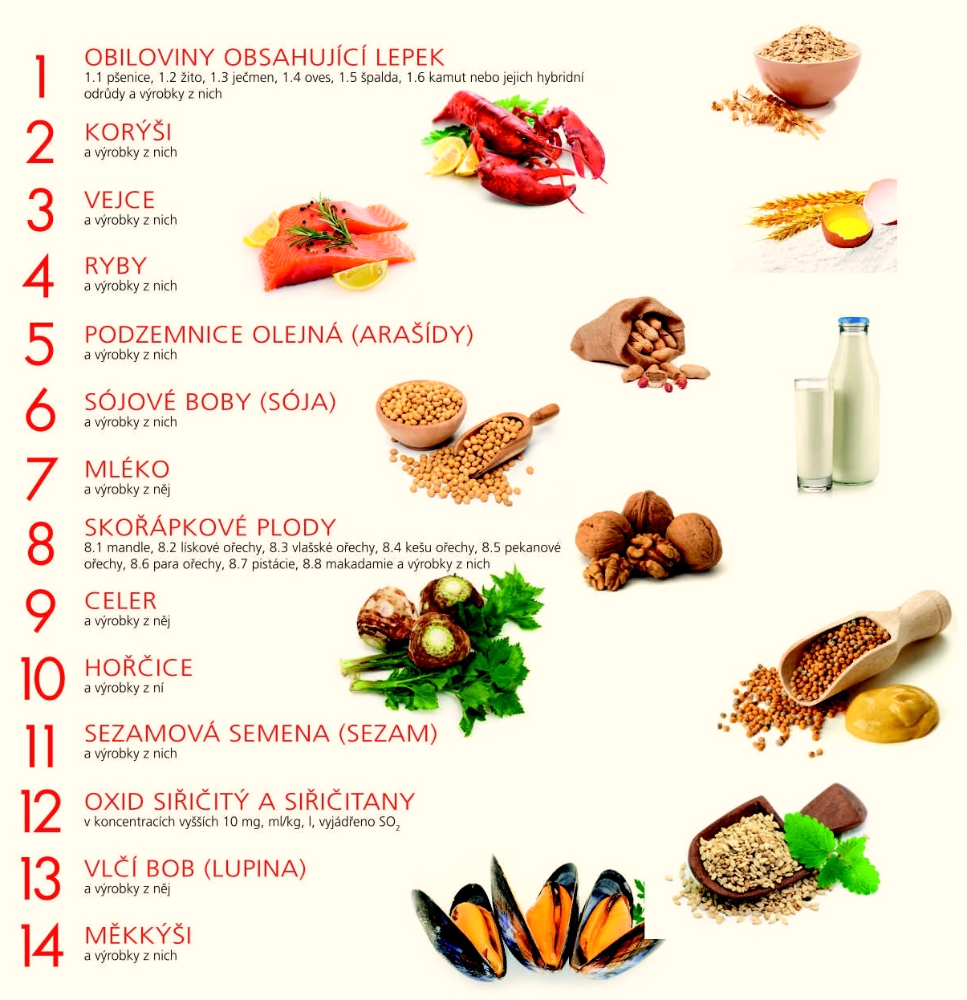 1 OBILOVINY OBSAHUJÍCÍ LEPEK
1.1 pšenice, 1.2 žito, 1.3 ječmen, 1.4 oves, 1.5 špalda, 1.6 kamut nebo jejich hybridní
odrůdy a výrobky z nich
2 KORÝŠI
a výrobky z nich
3 VEJCE
a výrobky z nich
4 RYBY
a výrobky z nich
5 PODZEMNICE OLEJNÁ (ARAŠÍDY)
a výrobky z nich
6 SÓJOVÉ BOBY (SÓJA)
a výrobky z nich
7 MLÉKO
a výrobky z něj
8 SKOŘÁPKOVÉ PLODY
8.1 mandle, 8.2 lískové ořechy, 8.3 vlašské ořechy, 8.4 kešu ořechy, 8.5 pekanové
ořechy, 8.6 para ořechy, 8.7 pistácie, 8.8 makadamie a výrobky z nich
9 CELER
a výrobky z něj
10 HOŘČICE
a výrobky z ní
11 SEZAMOVÁ SEMENA (SEZAM)
a výrobky z nich
12 OXID SIŘIČITÝ A SIŘIČITANY
v koncentracích vyšších 10 mg, ml/kg, l, vyjádřeno SO₂
13 VLČÍ BOB (LUPINA)
a výrobky z něj
14 MĚKKÝŠI
a výrobky z nich